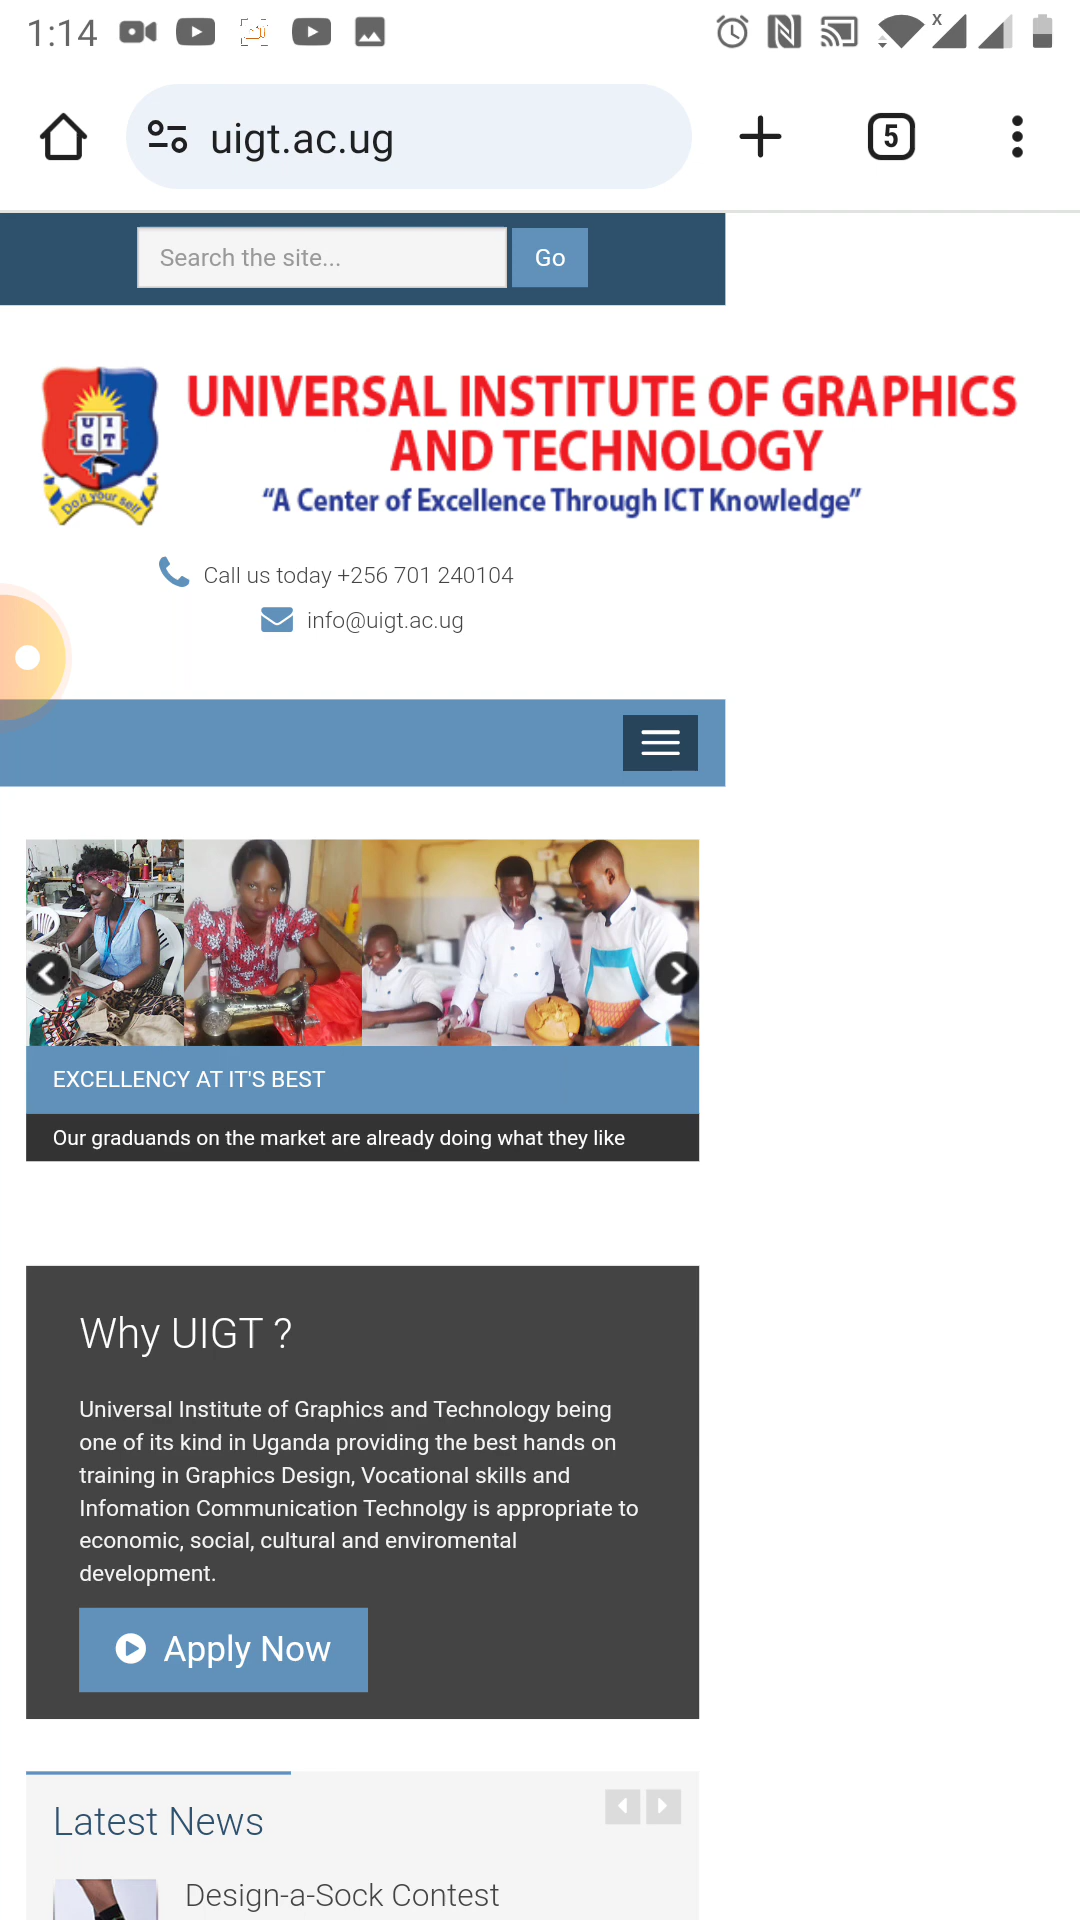 1:14
uigt.ac.ug
5
Search the site...
Go
U I
G T
Do it your self
UNIVERSAL INSTITUTE OF GRAPHICS
AND TECHNOLOGY
“A Center of Excellence Through ICT Knowledge”
Call us today +256 701 240104
info@uigt.ac.ug
EXCELLENCY AT IT'S BEST
Our graduands on the market are already doing what they like
Why UIGT ?
Universal Institute of Graphics and Technology being
one of its kind in Uganda providing the best hands on
training in Graphics Design, Vocational skills and
Infomation Communication Technolgy is appropriate to
economic, social, cultural and enviromental
development.
Apply Now
Latest News
Design-a-Sock Contest